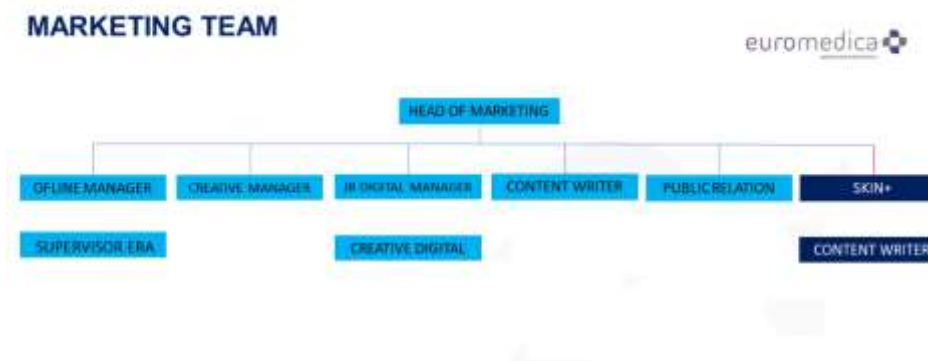 MARKETING TEAM
euromedica
HEAD OF MARKETING
OFLINE MANAGER
CREATIVE MANAGER
JR DIGITAL MANAGER
CONTENT WRITER
PUBLIC RELATION
SKIN+
SUPERVISOR ERA
CREATIVE DIGITAL
CONTENT WRITER